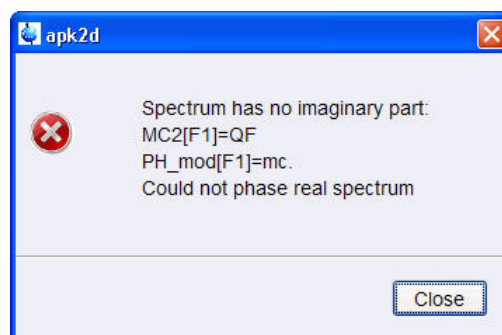 apk2d
Spectrum has no imaginary part:
MC2[F1]=QF
PH_mod[F1]=mc.
Could not phase real spectrum
Close